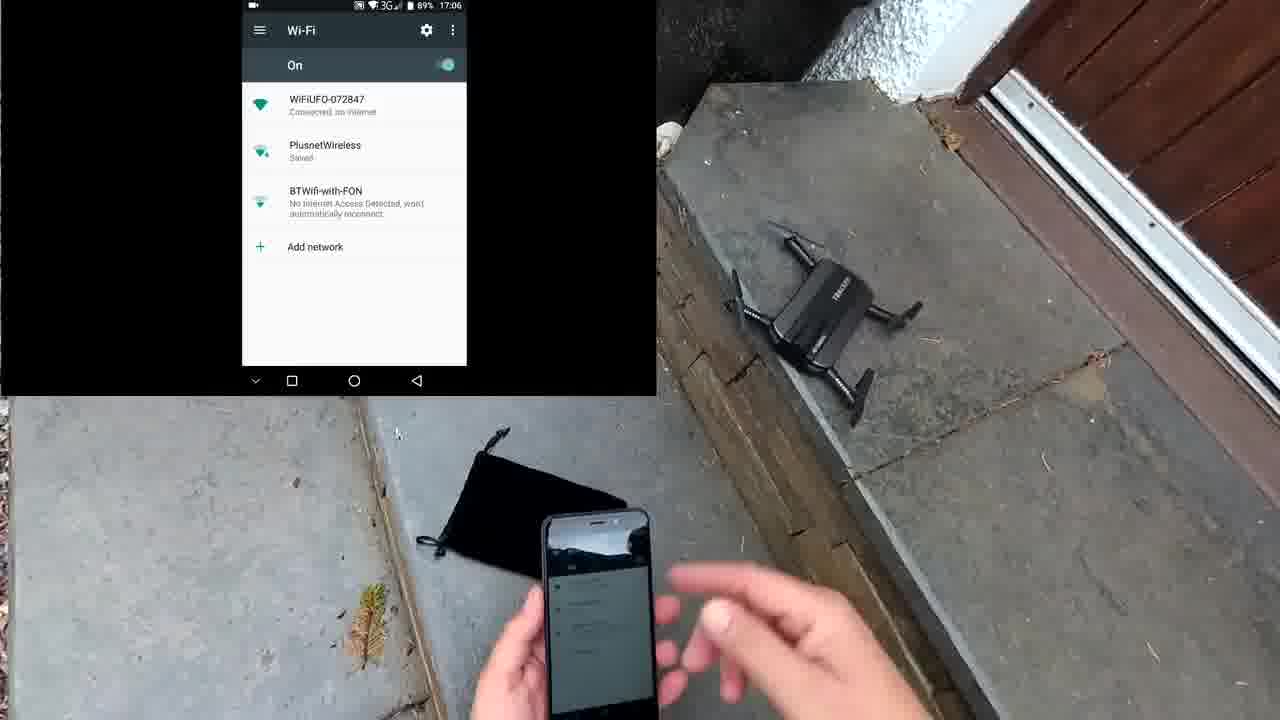 3G 89% 17:06
Wi-Fi
On
WiFiUFO-072847
Connected, no Internet
PlusnetWireless
Saved
BTWifi-with-FON
No Internet Access Detected, won't
automatically reconnect.
Add network
TRACKER